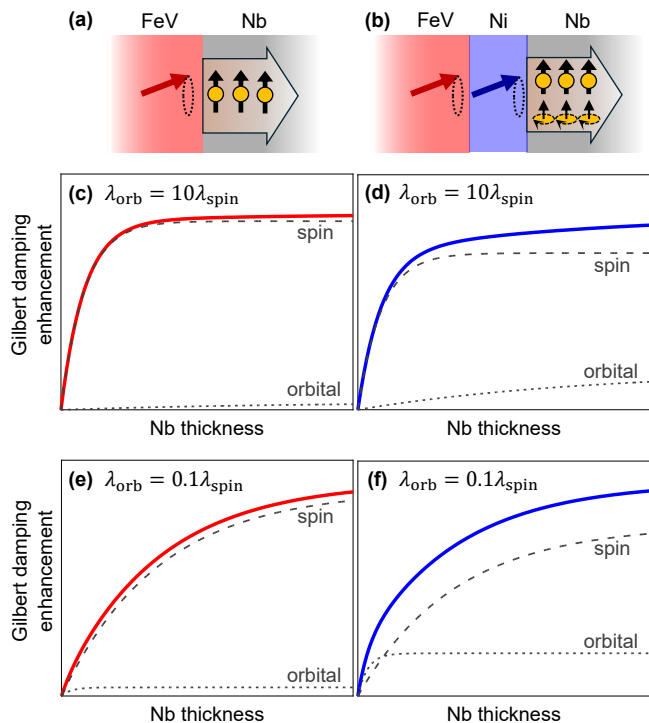 (a) FeV Nb
(b) FeV Ni Nb
(c) λorb = 10λspin
spin
orbital
Gilbert damping
enhancement
Nb thickness
(d) λorb = 10λspin
spin
orbital
Nb thickness
(e) λorb = 0.1λspin
spin
orbital
Gilbert damping
enhancement
Nb thickness
(f) λorb = 0.1λspin
spin
orbital
Nb thickness